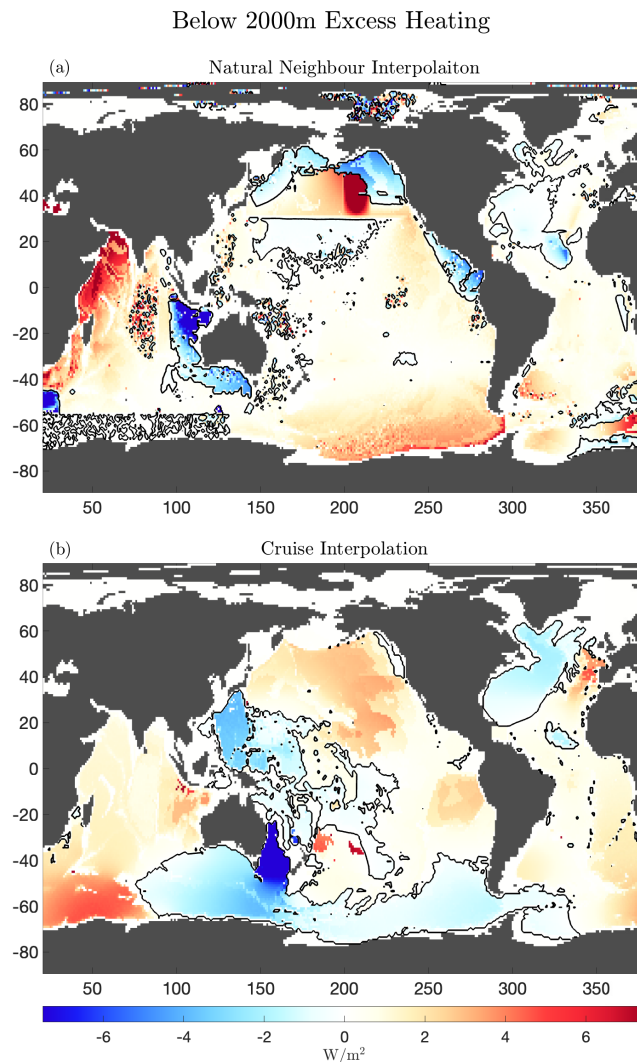 Below 2000m Excess Heating
(a)
Natural Neighbour Interpolaiton
80
60
40
20
0
-20
-40
-60
-80
50 100 150 200 250 300 350
(b)
Cruise Interpolation
80
60
40
20
0
-20
-40
-60
-80
50 100 150 200 250 300 350
-6 -4 -2 0 2 4 6
W/m²